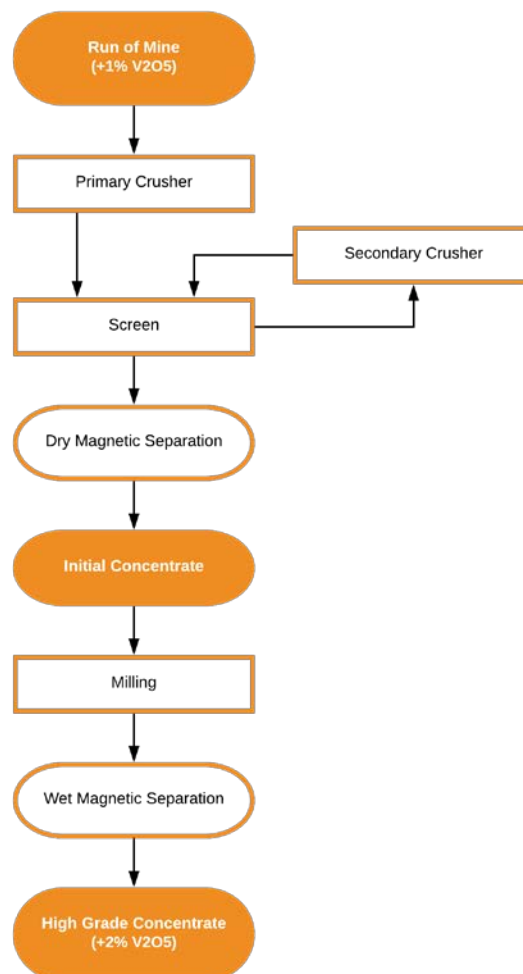 Run of Mine
(+1% V2O5)
Primary Crusher
Secondary Crusher
Screen
Dry Magnetic Separation
Initial Concentrate
Milling
Wet Magnetic Separation
High Grade Concentrate
(+2% V2O5)